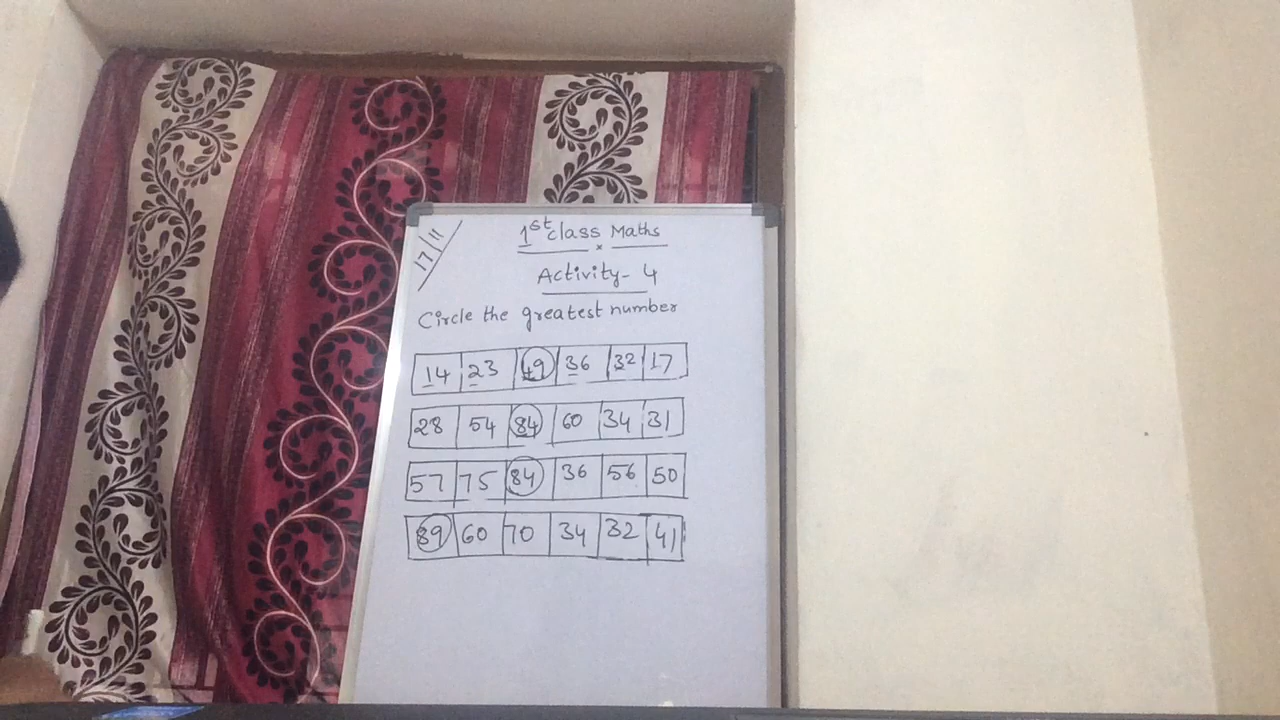 17/11
1st class Maths
Activity- 4
Circle the greatest number
14 23 49 36 32 17
28 54 84 60 34 31
57 75 84 36 56 50
89 60 70 34 32 41